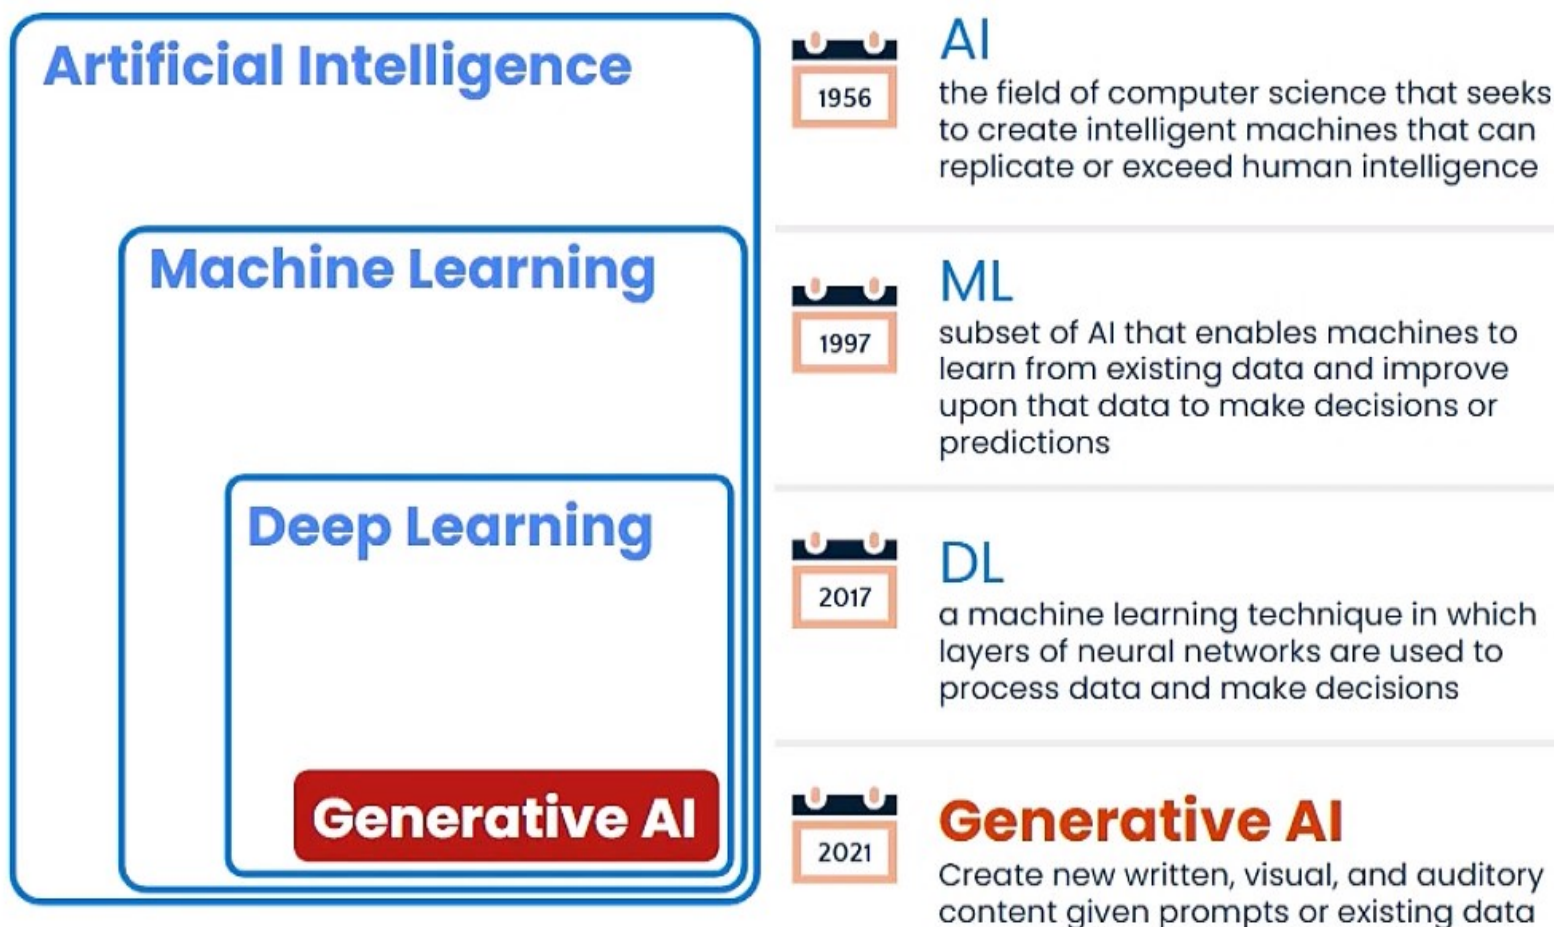 Artificial Intelligence
Machine Learning
Deep Learning
Generative AI
1956
AI
the field of computer science that seeks
to create intelligent machines that can
replicate or exceed human intelligence
1997
ML
subset of AI that enables machines to
learn from existing data and improve
upon that data to make decisions or
predictions
2017
DL
a machine learning technique in which
layers of neural networks are used to
process data and make decisions
2021
Generative AI
Create new written, visual, and auditory
content given prompts or existing data